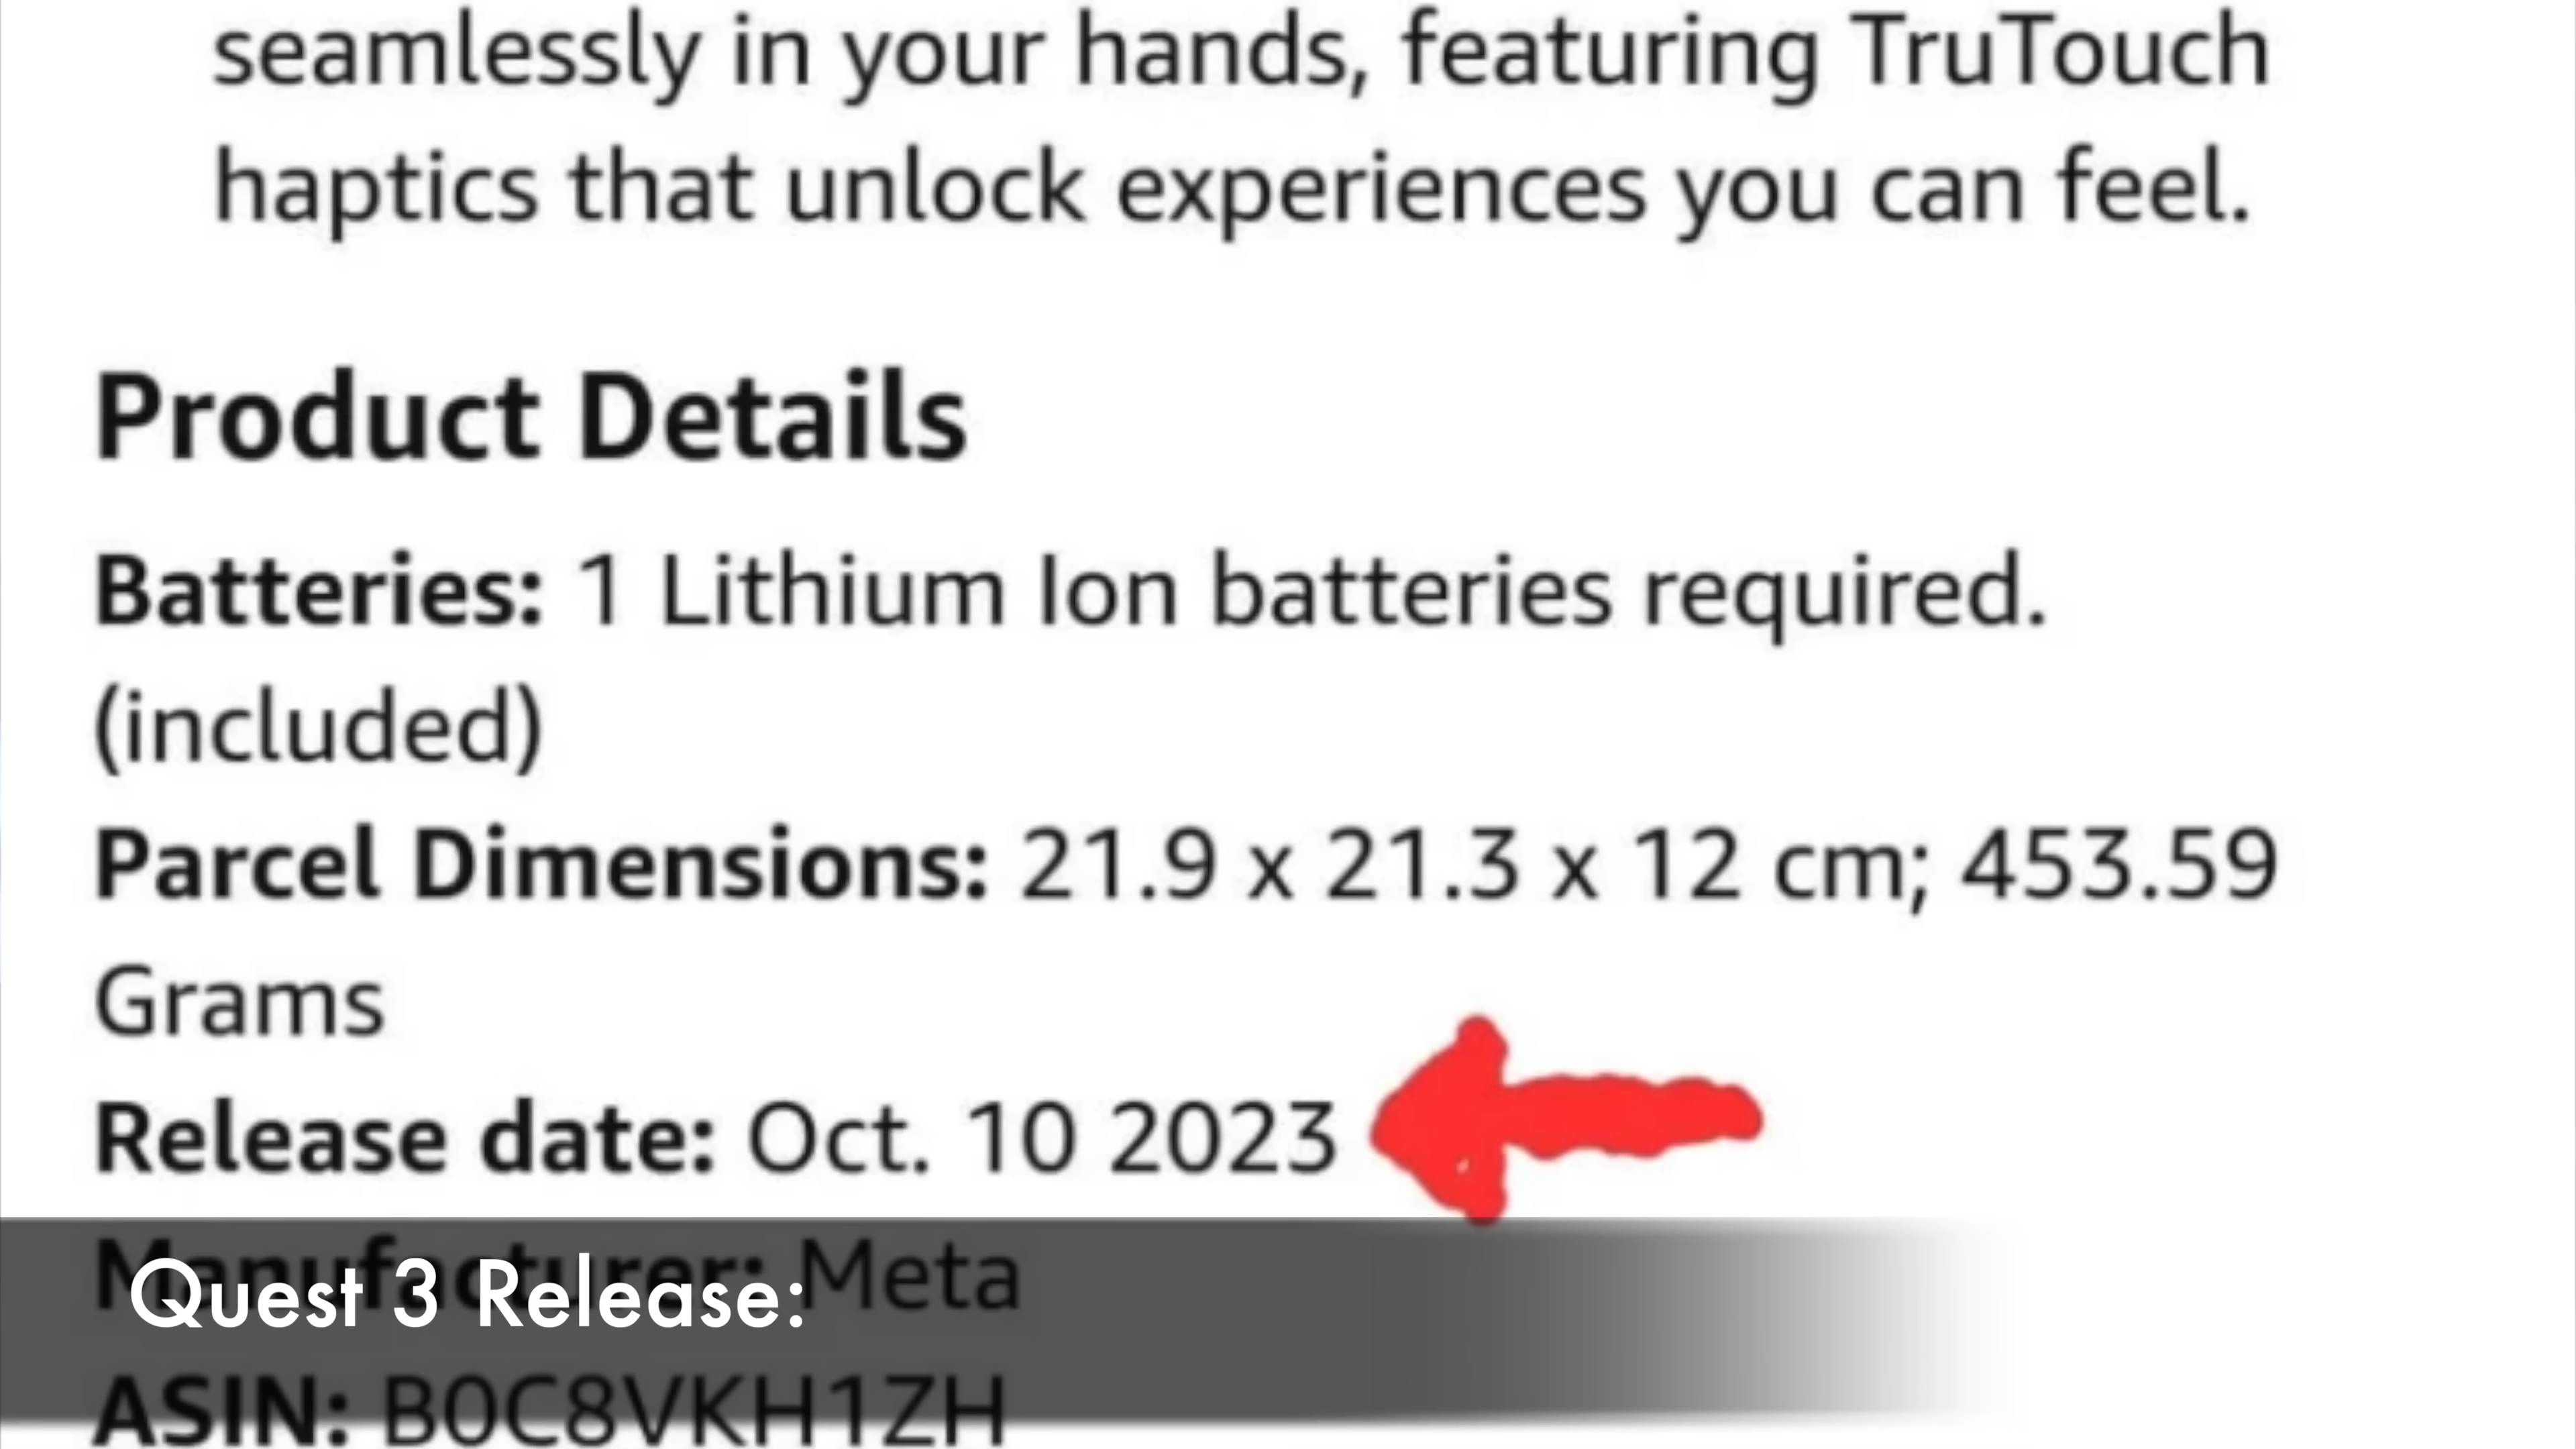 seamlessly in your hands, featuring TruTouch
haptics that unlock experiences you can feel.
Product Details
Batteries: 1 Lithium Ion batteries required.
(included)
Parcel Dimensions: 21.9 x 21.3 x 12 cm; 453.59
Grams
Release date: Oct. 10 2023
Manufacturer: Meta
Quest 3 Release:
ASIN: B0C8VKH1ZH